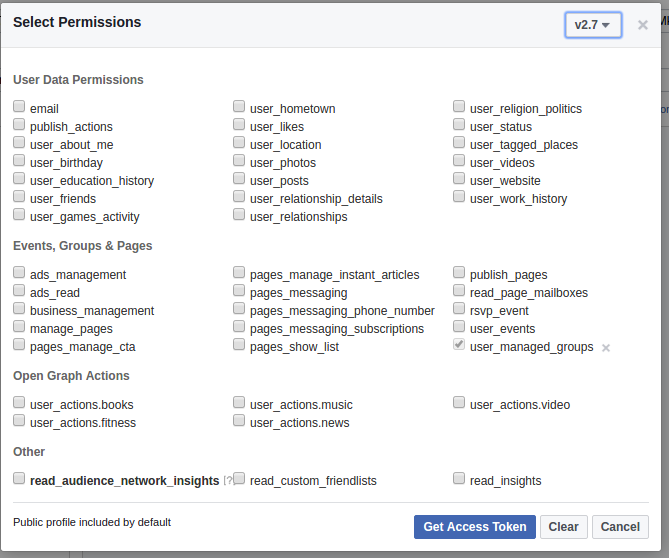 Select Permissions v2.7
User Data Permissions
email user_hometown user_religion_politics
publish_actions user_likes user_status
user_about_me user_location user_tagged_places
user_birthday user_photos user_videos
user_education_history user_posts user_website
user_friends user_relationship_details user_work_history
user_games_activity user_relationships
Events, Groups & Pages
ads_management pages_manage_instant_articles publish_pages
ads_read pages_messaging read_page_mailboxes
business_management pages_messaging_phone_number rsvp_event
manage_pages pages_messaging_subscriptions user_events
pages_manage_cta pages_show_list user_managed_groups
Open Graph Actions
user_actions.books user_actions.music user_actions.video
user_actions.fitness user_actions.news
Other
read_audience_network_insights [?] read_custom_friendlists read_insights
Public profile included by default Get Access Token Clear Cancel